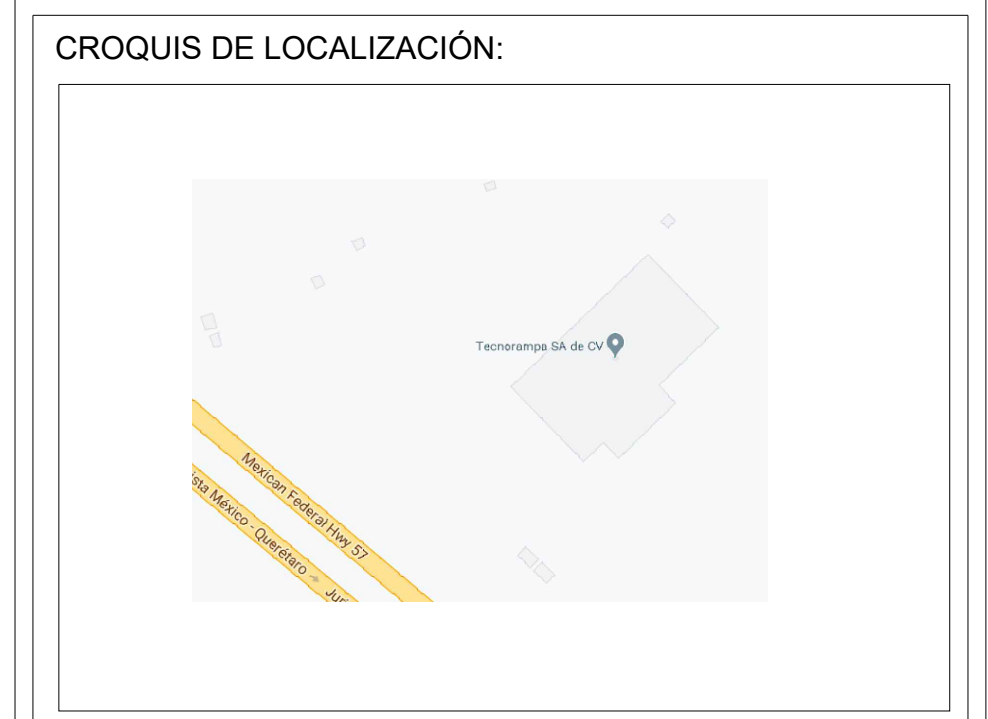 CROQUIS DE LOCALIZACIÓN:
Tecnorampa SA de CV
Mexican Federal Hwy 57
ista México - Querétaro